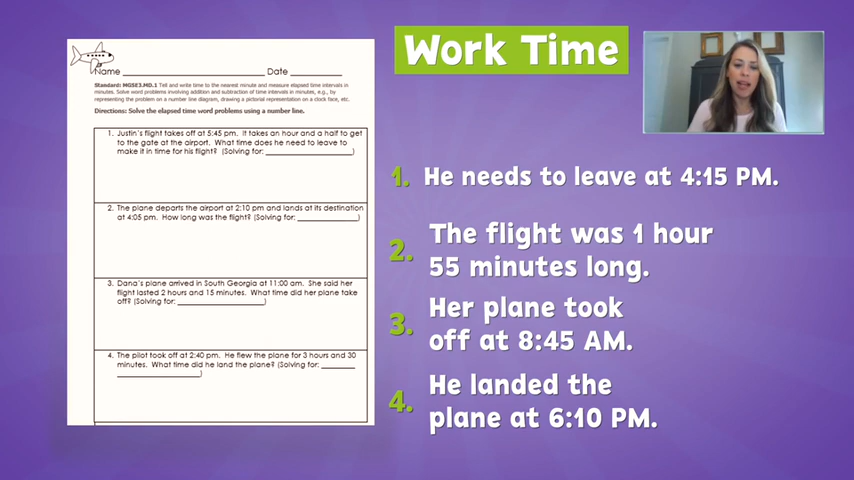 Work Time
Name Date
Standard: MGSE3.MD.1 Tell and write time to the nearest minute and measure elapsed time intervals in
minutes. Solve word problems involving addition and subtraction of time intervals in minutes, e.g., by
representing the problem on a number line diagram, drawing a pictorial representation on a clock face, etc.
Directions: Solve the elapsed time word problems using a number line.
1. Justin's flight takes off at 5:45 pm. It takes an hour and a half to get
to the gate at the airport. What time does he need to leave to
make it in time for his flight? (Solving for: )
2. The plane departs the airport at 2:10 pm and lands at its destination
at 4:05 pm. How long was the flight? (Solving for: )
3. Dana's plane arrived in South Georgia at 11:00 am. She said her
flight lasted 2 hours and 15 minutes. What time did her plane take
off? (Solving for: )
4. The pilot took off at 2:40 pm. He flew the plane for 3 hours and 30
minutes. What time did he land the plane? (Solving for:
)
1. He needs to leave at 4:15 PM.
2. The flight was 1 hour
55 minutes long.
3. Her plane took
off at 8:45 AM.
4. He landed the
plane at 6:10 PM.